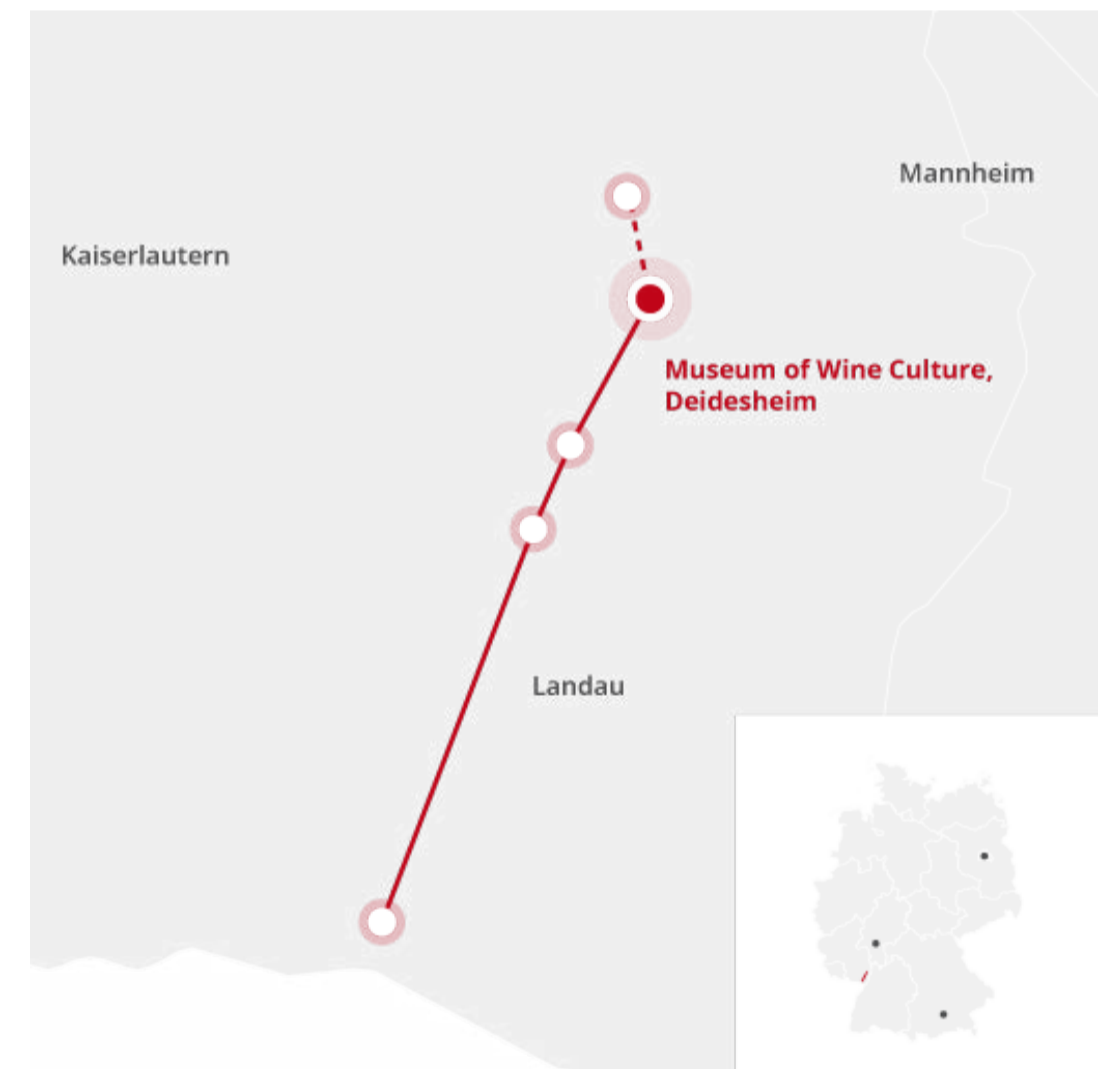 Mannheim
Kaiserlautern
Museum of Wine Culture,
Deidesheim
Landau